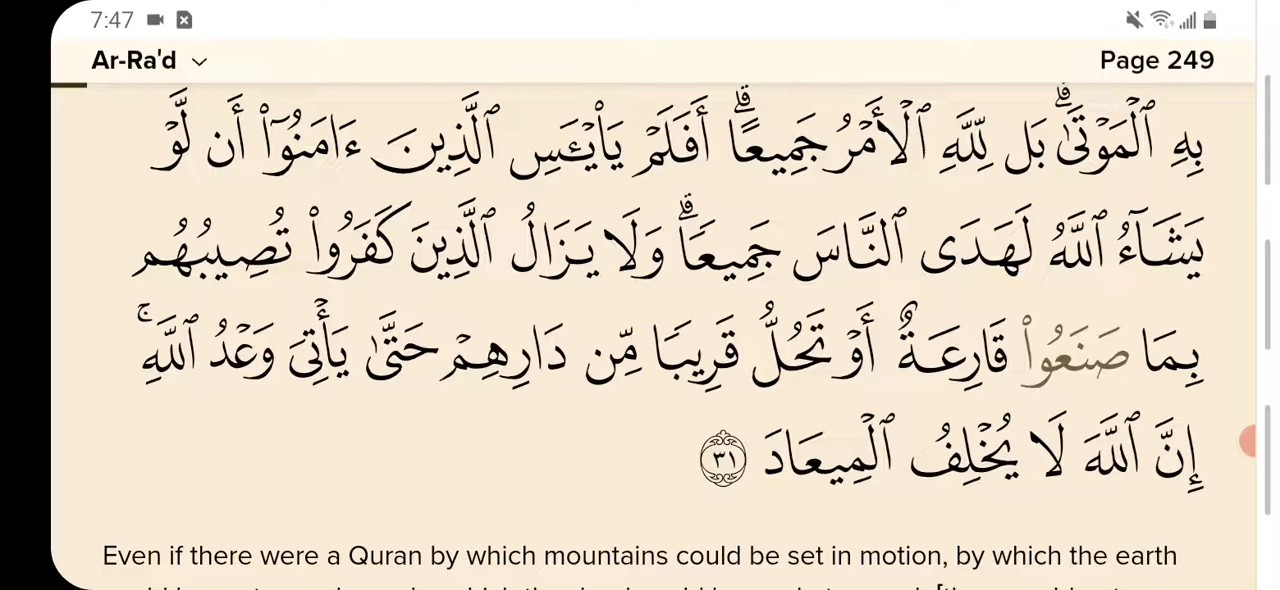 7:47
Ar-Ra'd
Page 249
بِهِ ٱلْمَوْتَىٰ ۗ بَل لِّلَّهِ ٱلْأَمْرُ جَمِيعًا ۗ أَفَلَمْ يَا۟يْـَٔسِ ٱلَّذِينَ ءَامَنُوٓا۟ أَن لَّوْ
يَشَآءُ ٱللَّهُ لَهَدَى ٱلنَّاسَ جَمِيعًا ۗ وَلَا يَزَالُ ٱلَّذِينَ كَفَرُوا۟ تُصِيبُهُم
بِمَا صَنَعُوا۟ قَارِعَةٌ أَوْ تَحُلُّ قَرِيبًا مِّن دَارِهِمْ حَتَّىٰ يَأْتِىَ وَعْدُ ٱللَّهِ ۚ
إِنَّ ٱللَّهَ لَا يُخْلِفُ ٱلْمِيعَادَ ٣١
Even if there were a Quran by which mountains could be set in motion, by which the earth